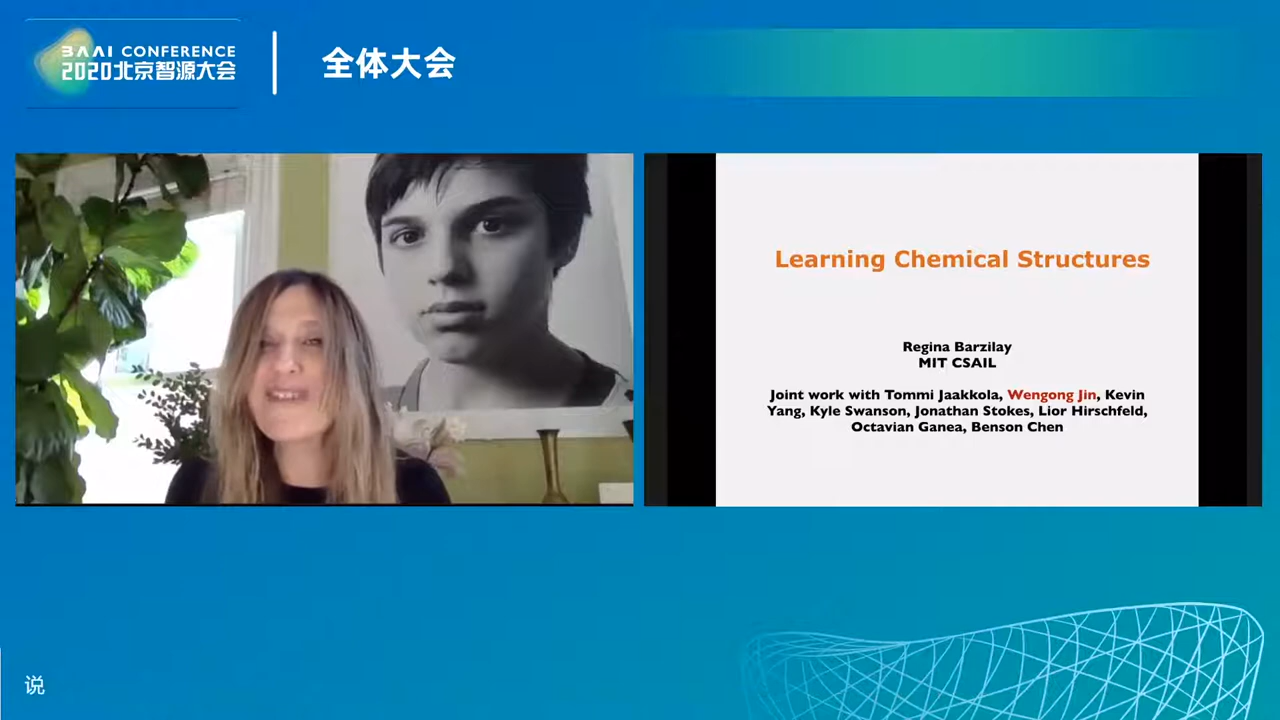 BAAI CONFERENCE
2020北京智源大会
全体大会
Learning Chemical Structures
Regina Barzilay
MIT CSAIL
Joint work with Tommi Jaakkola, Wengong Jin, Kevin
Yang, Kyle Swanson, Jonathan Stokes, Lior Hirschfeld,
Octavian Ganea, Benson Chen
说